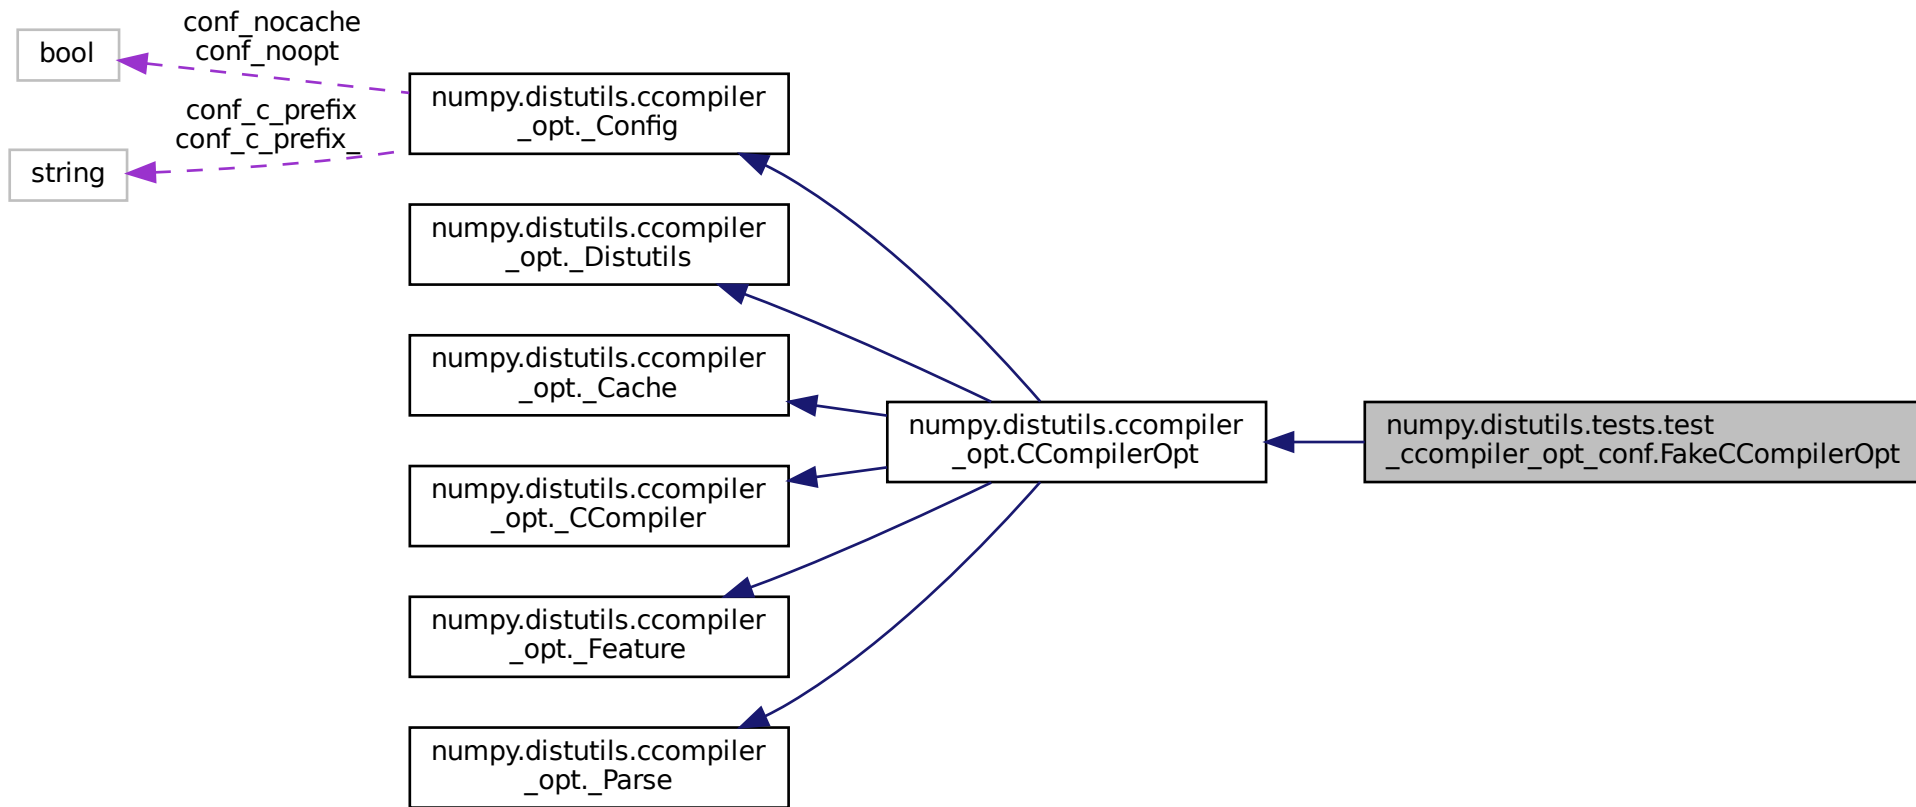 conf_nocache
conf_noopt
bool
conf_c_prefix
conf_c_prefix_
string
numpy.distutils.ccompiler
_opt._Config
numpy.distutils.ccompiler
_opt._Distutils
numpy.distutils.ccompiler
_opt._Cache
numpy.distutils.ccompiler
_opt._CCompiler
numpy.distutils.ccompiler
_opt._Feature
numpy.distutils.ccompiler
_opt._Parse
numpy.distutils.ccompiler
_opt.CCompilerOpt
numpy.distutils.tests.test
_ccompiler_opt_conf.FakeCCompilerOpt